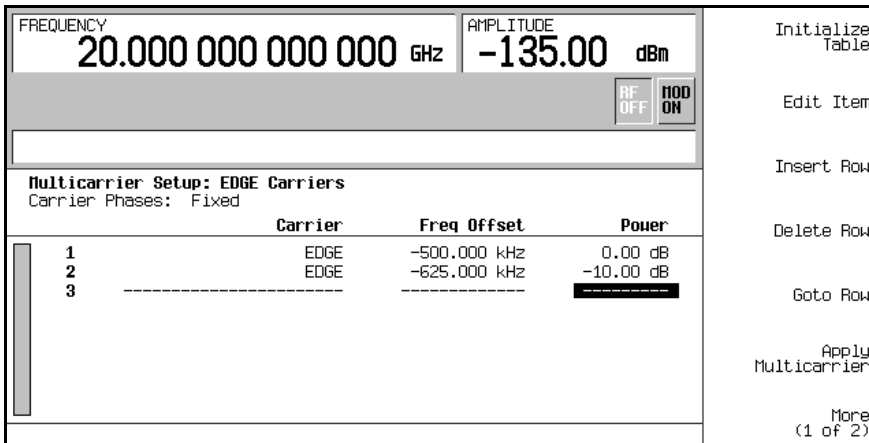 FREQUENCY
20.000 000 000 000 GHz
AMPLITUDE
-135.00 dBm
RF
OFF
MOD
ON
Multicarrier Setup: EDGE Carriers
Carrier Phases: Fixed
Carrier Freq Offset Power
1 EDGE -500.000 kHz 0.00 dB
2 EDGE -625.000 kHz -10.00 dB
3 ----------------------- ------------- ---------
Initialize
Table
Edit Item
Insert Row
Delete Row
Goto Row
Apply
Multicarrier
More
(1 of 2)